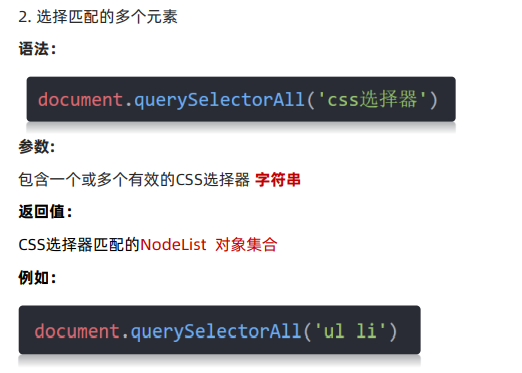 2. 选择匹配的多个元素
语法：
document.querySelectorAll('css选择器')
参数:
包含一个或多个有效的CSS选择器 字符串
返回值：
CSS选择器匹配的NodeList 对象集合
例如：
document.querySelectorAll('ul li')